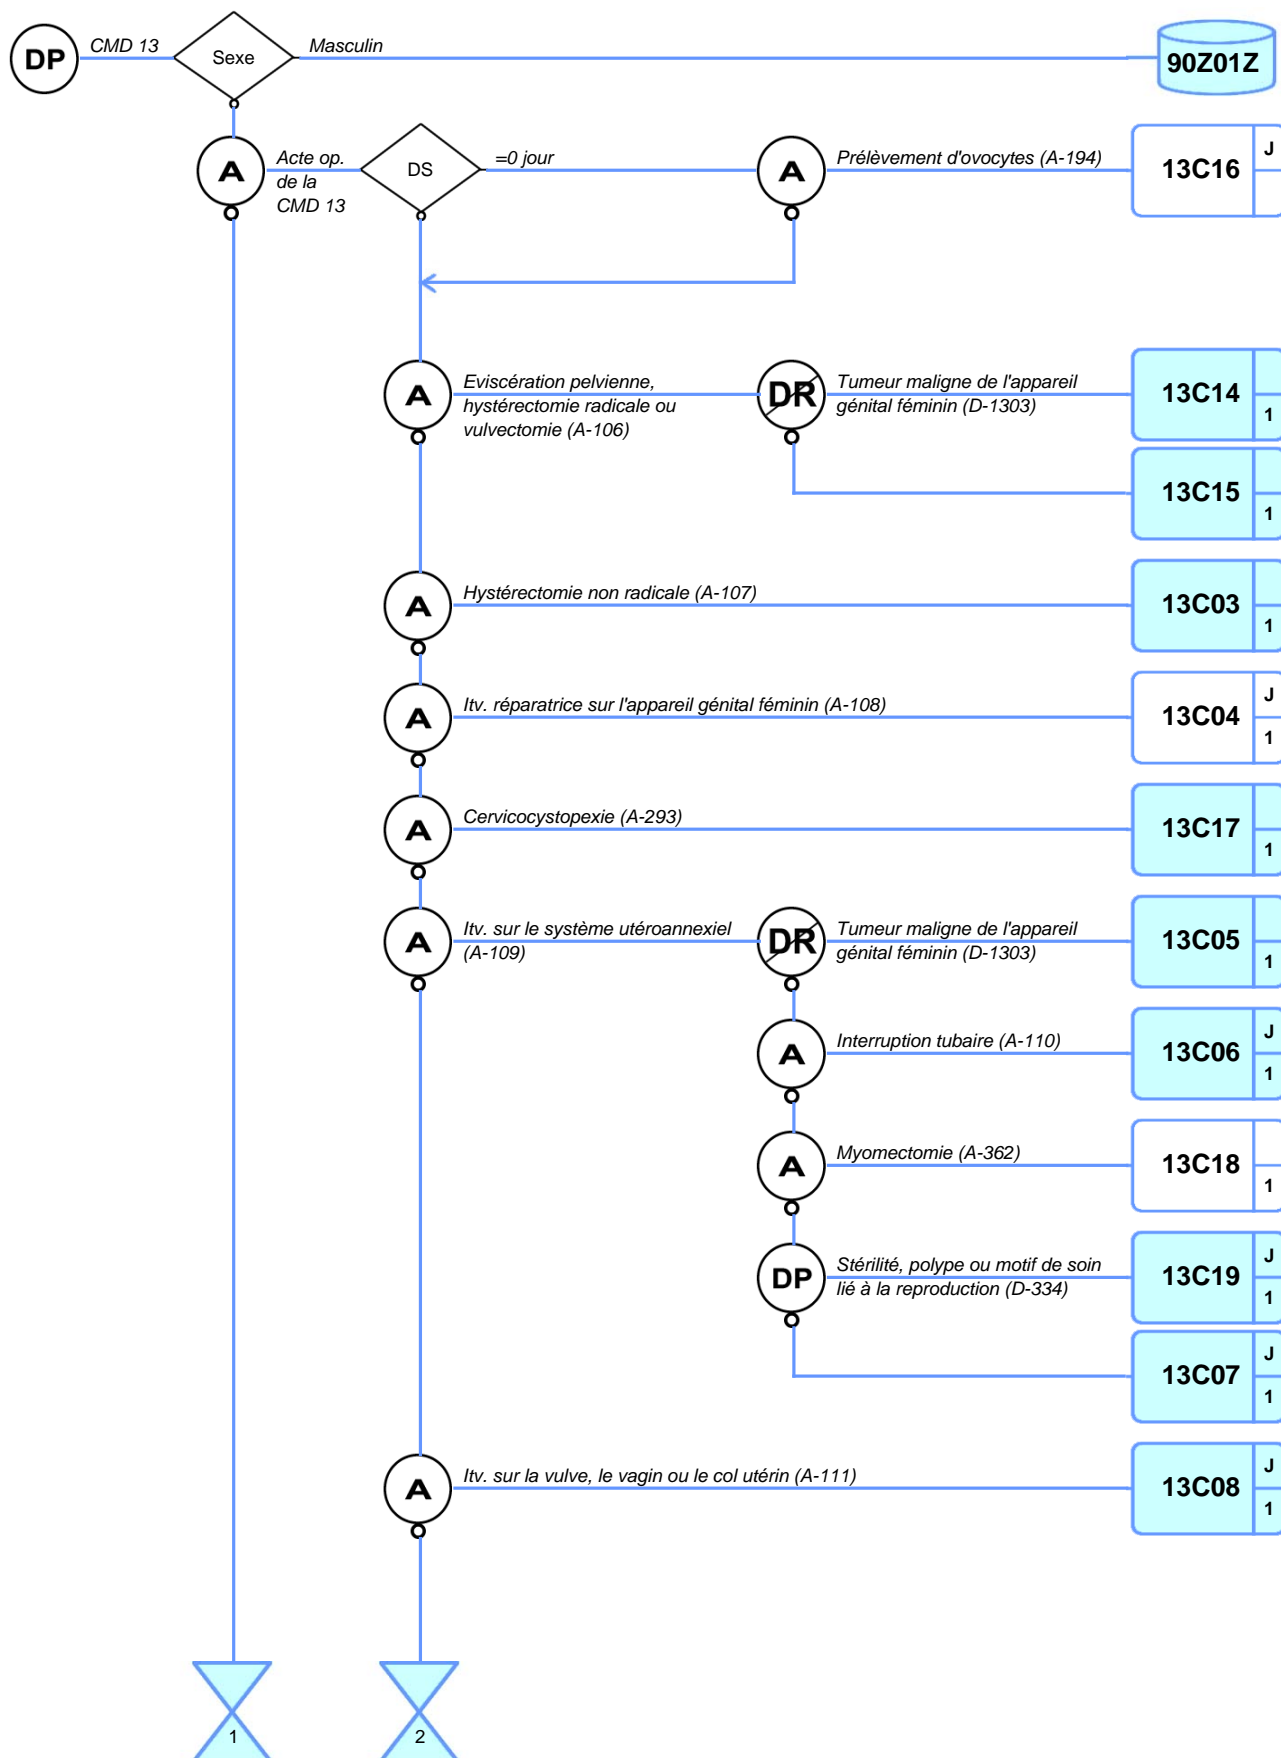 DP
CMD 13
Sexe
Masculin
90Z01Z
A
Acte op.
de la
CMD 13
DS
=0 jour
A
Prélèvement d'ovocytes (A-194)
13C16
J
A
Eviscération pelvienne,
hystérectomie radicale ou
vulvectomie (A-106)
DR
Tumeur maligne de l'appareil
génital féminin (D-1303)
13C14
1
13C15
1
A
Hystérectomie non radicale (A-107)
13C03
1
A
Itv. réparatrice sur l'appareil génital féminin (A-108)
13C04
J
1
A
Cervicocystopexie (A-293)
13C17
1
A
Itv. sur le système utéroannexiel
(A-109)
DR
Tumeur maligne de l'appareil
génital féminin (D-1303)
13C05
1
A
Interruption tubaire (A-110)
13C06
J
1
A
Myomectomie (A-362)
13C18
1
DP
Stérilité, polype ou motif de soin
lié à la reproduction (D-334)
13C19
J
1
13C07
J
1
A
Itv. sur la vulve, le vagin ou le col utérin (A-111)
13C08
J
1
1
2